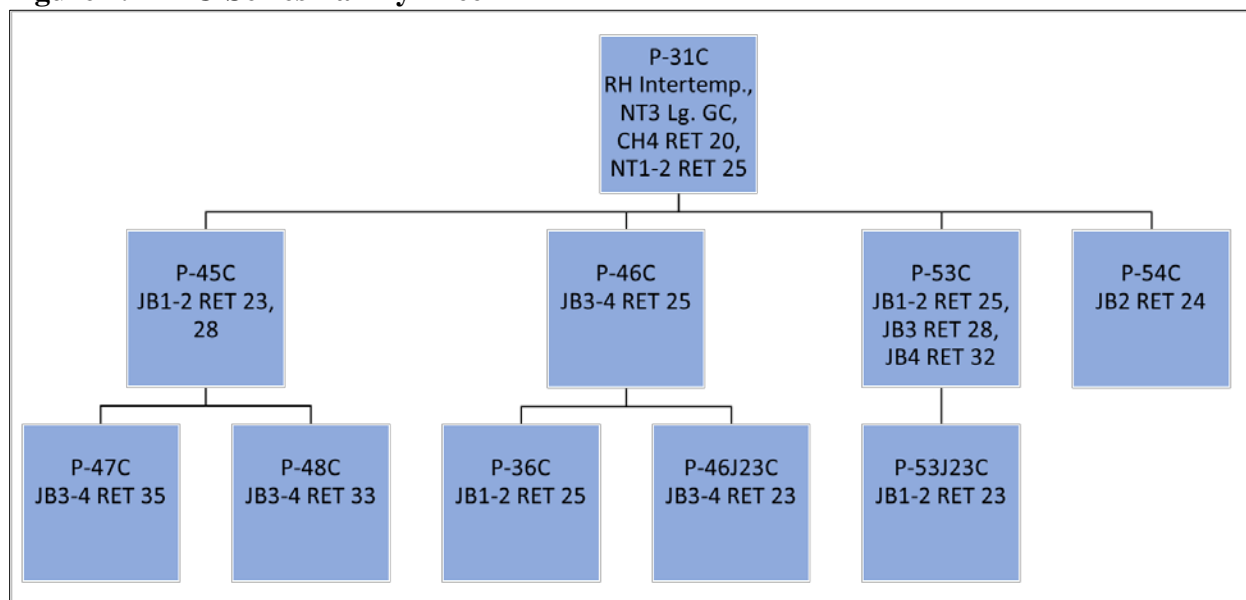 P-31C
RH Intertemp.,
NT3 Lg. GC,
CH4 RET 20,
NT1-2 RET 25
P-45C
JB1-2 RET 23,
28
P-46C
JB3-4 RET 25
P-53C
JB1-2 RET 25,
JB3 RET 28,
JB4 RET 32
P-54C
JB2 RET 24
P-47C
JB3-4 RET 35
P-48C
JB3-4 RET 33
P-36C
JB1-2 RET 25
P-46J23C
JB3-4 RET 23
P-53J23C
JB1-2 RET 23